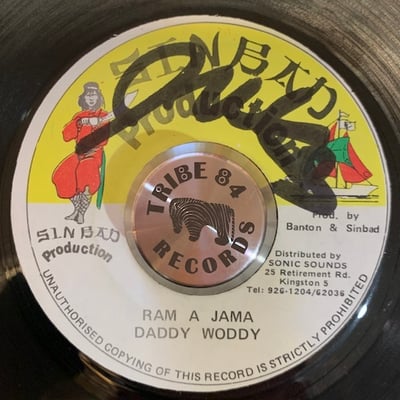 SINBAD
Production
SINBAD
Production
TRIBE 84
RECORDS
Prod. by
Banton & Sinbad
Distributed by
SONIC SOUNDS
25 Retirement Rd.
Kingston 5
Tel: 926-1204/62036
RAM A JAMA
DADDY WODDY
UNAUTHORISED COPYING OF THIS RECORD IS STRICTLY PROHIBITED